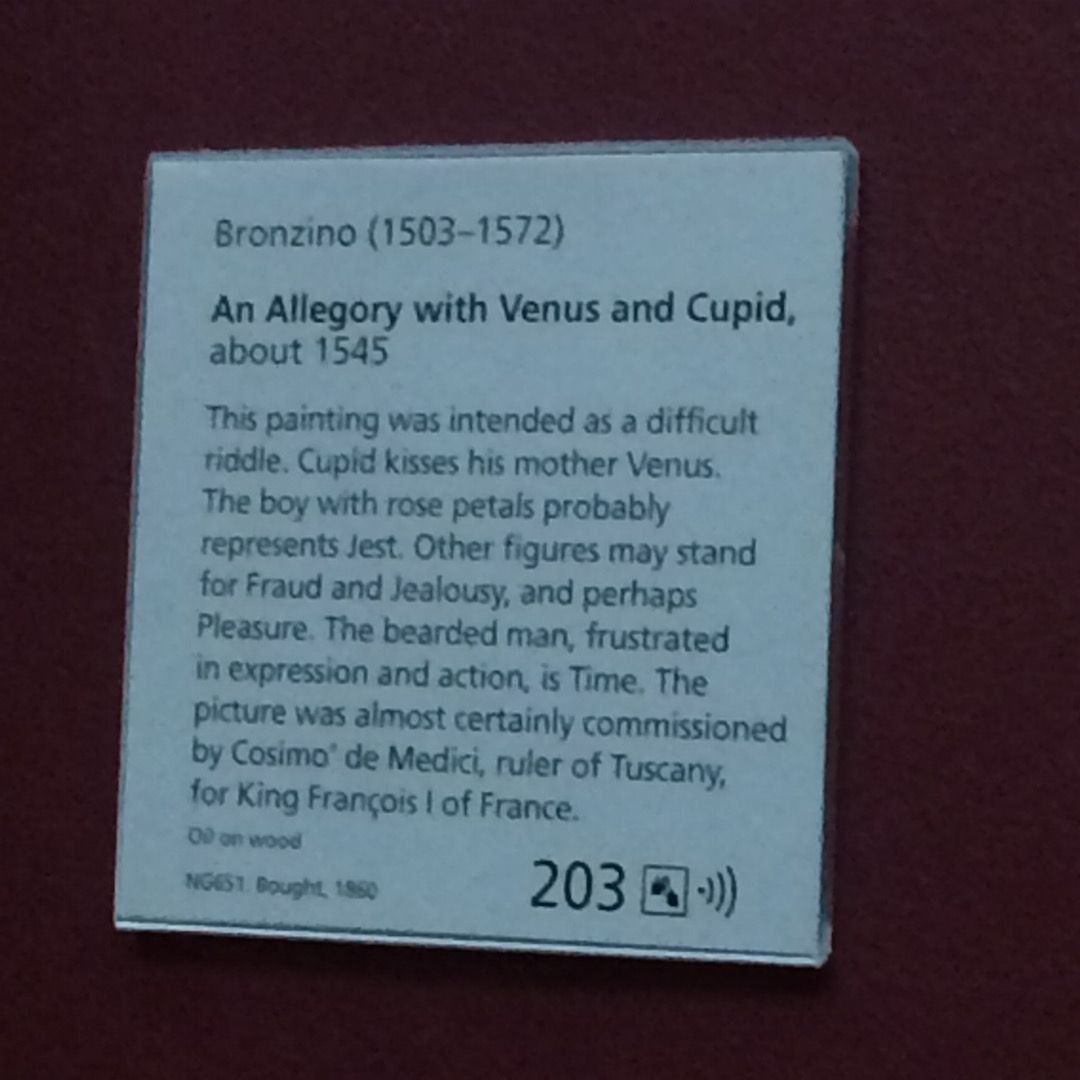 Bronzino (1503–1572)
An Allegory with Venus and Cupid,
about 1545
This painting was intended as a difficult
riddle. Cupid kisses his mother Venus.
The boy with rose petals probably
represents Jest. Other figures may stand
for Fraud and Jealousy, and perhaps
Pleasure. The bearded man, frustrated
in expression and action, is Time. The
picture was almost certainly commissioned
by Cosimo' de Medici, ruler of Tuscany,
for King François I of France.
Oil on wood
NG651. Bought, 1860
203